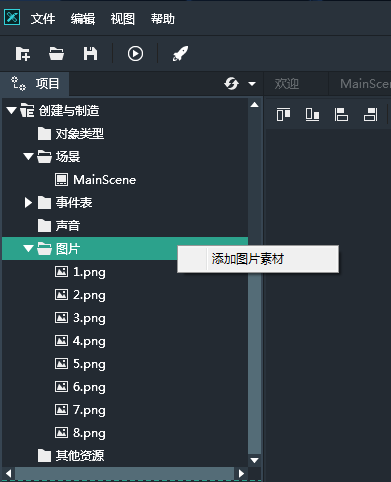 文件 编辑 视图 帮助
项目 欢迎 MainScen
创建与制造
对象类型
场景
MainScene
事件表
声音
图片
添加图片素材
1.png
2.png
3.png
4.png
5.png
6.png
7.png
8.png
其他资源